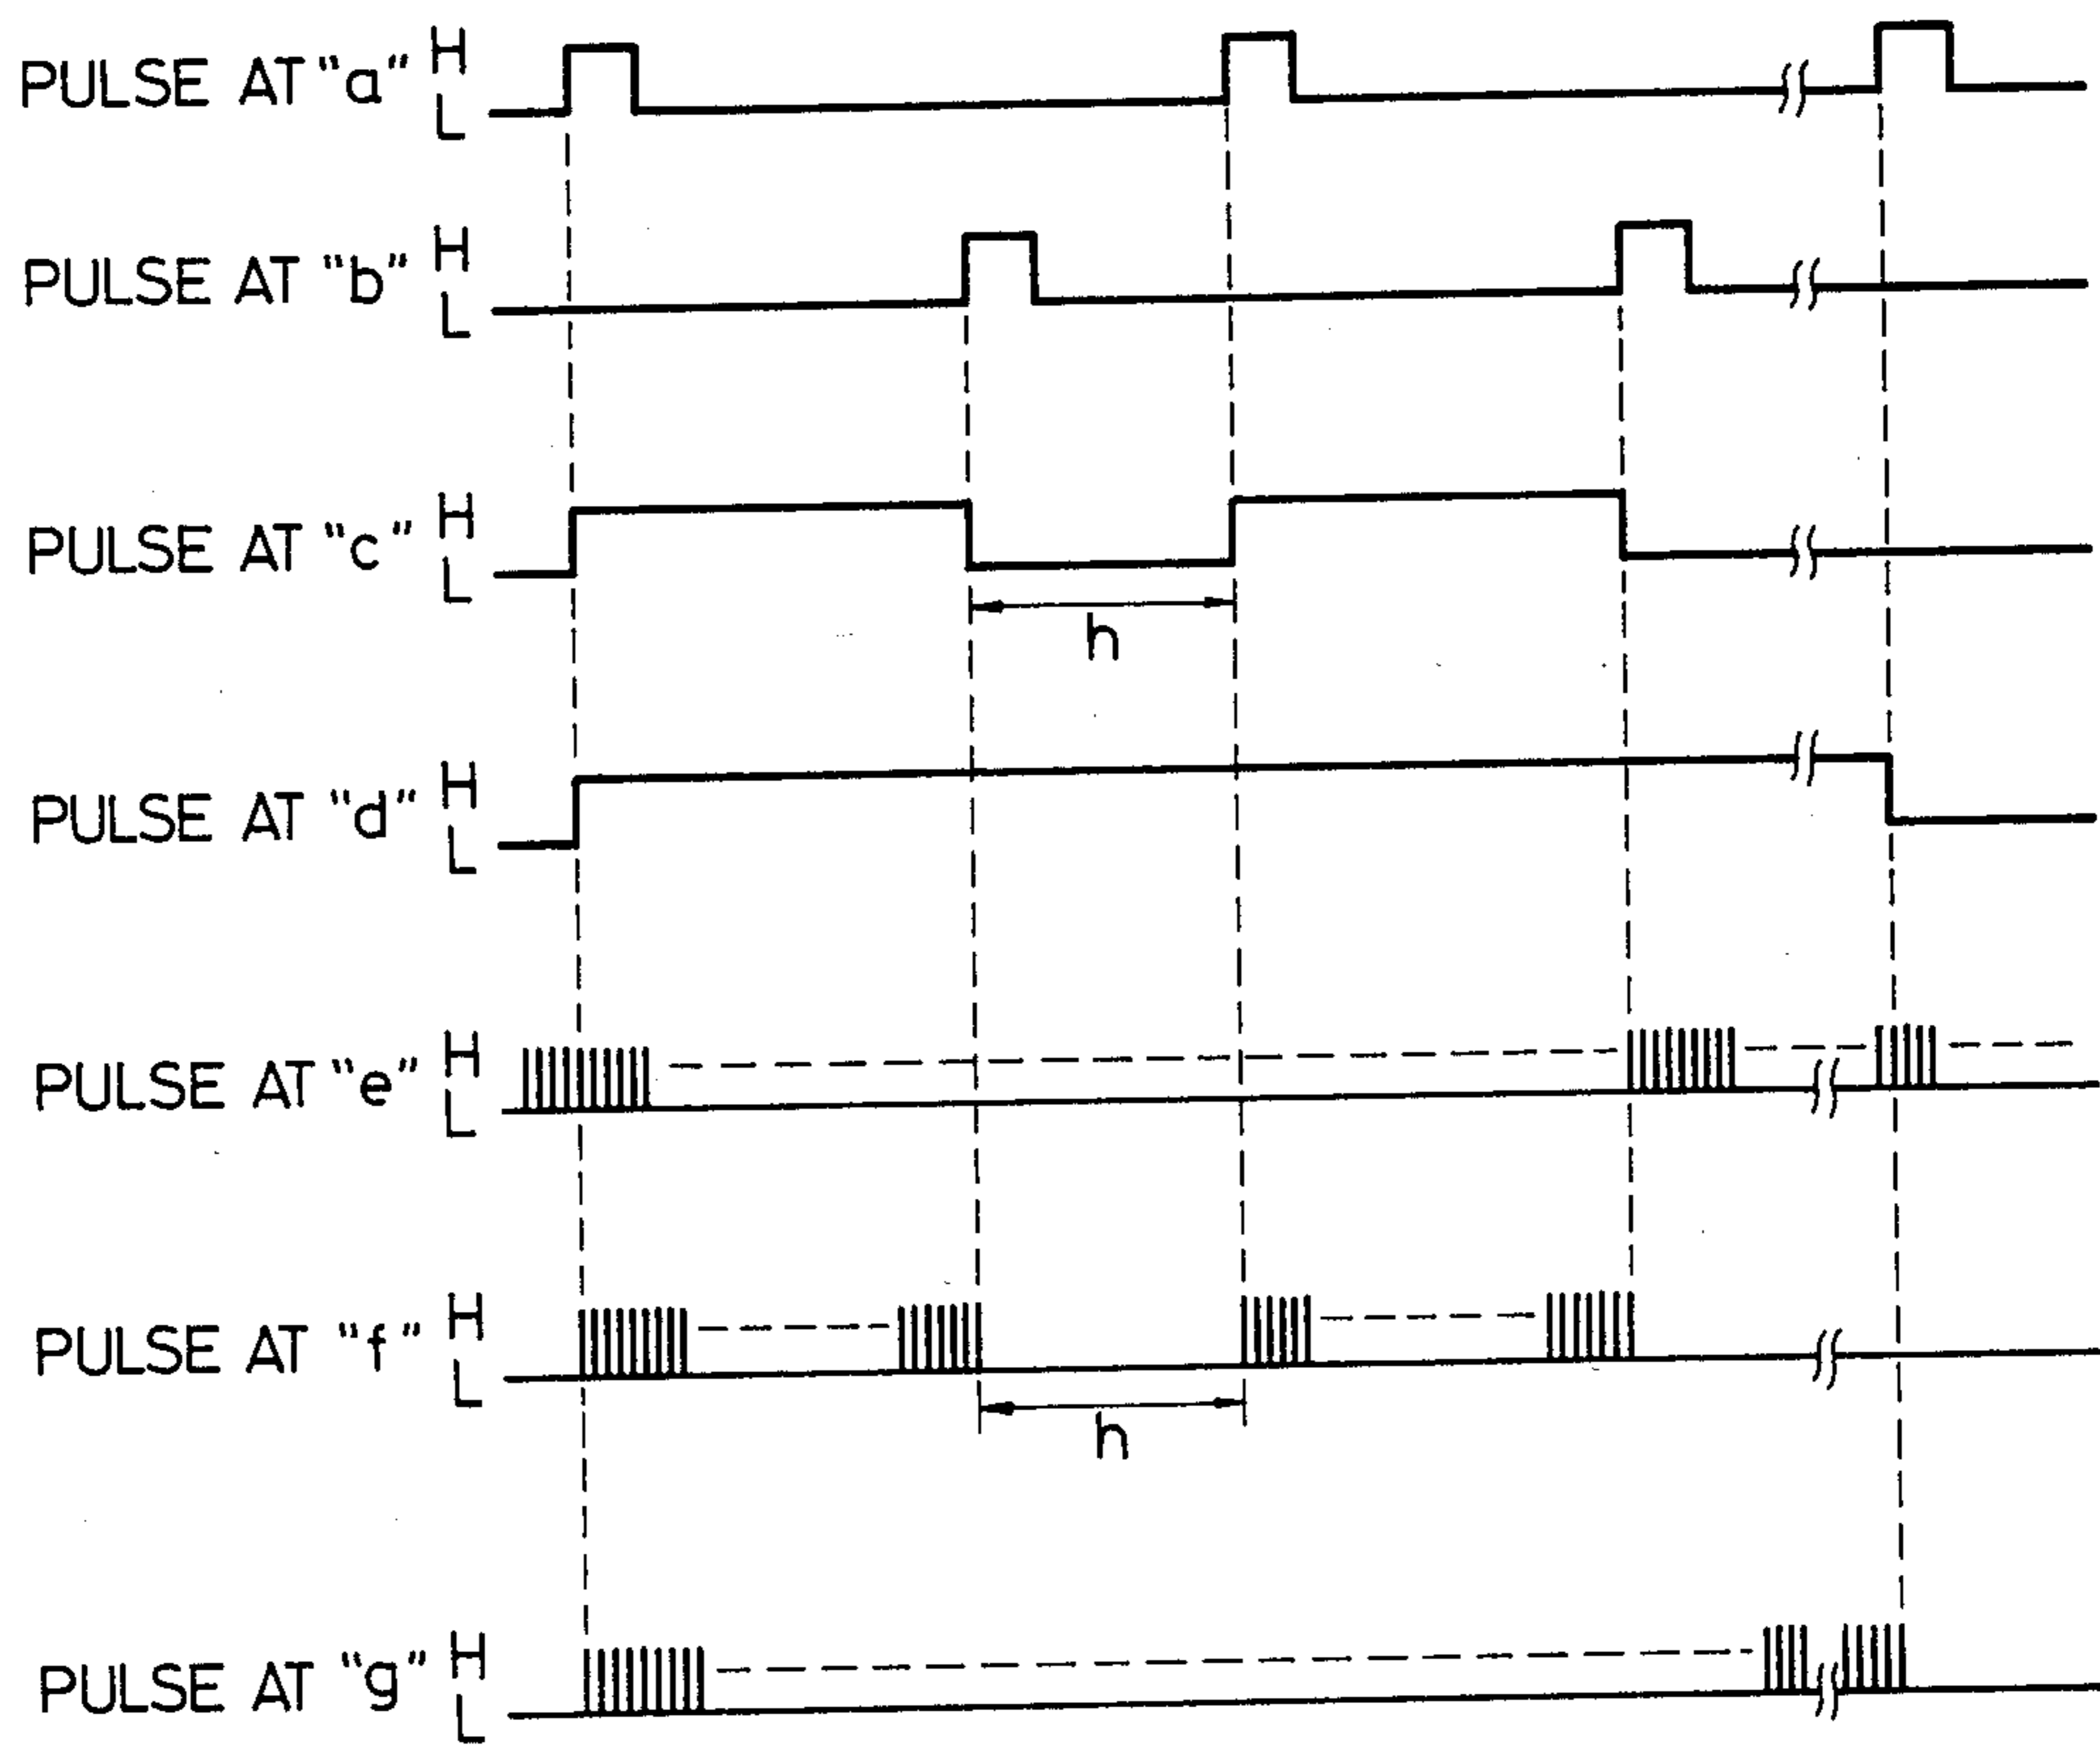 PULSE AT "a" H
L
PULSE AT "b" H
L
PULSE AT "c" H
L
h
PULSE AT "d" H
L
PULSE AT "e" H
L
PULSE AT "f" H
L
h
PULSE AT "g" H
L